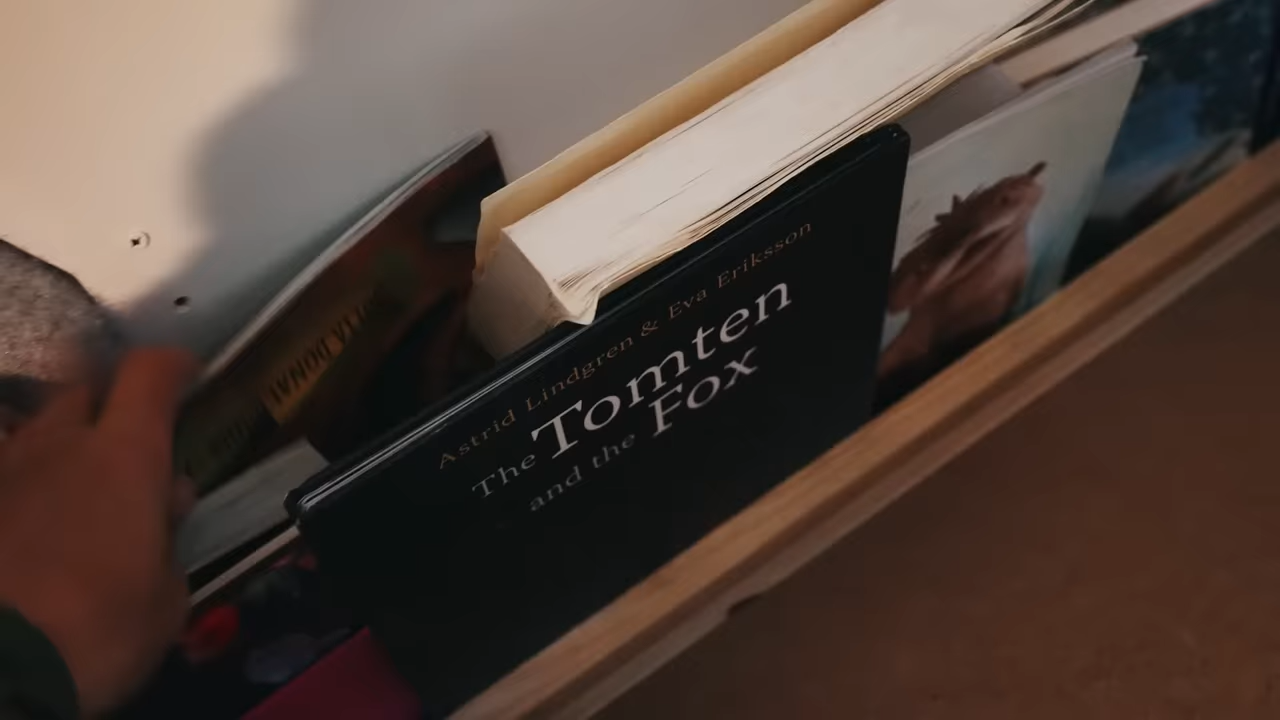 Astrid Lindgren & Eva Eriksson
The Tomten
and the Fox